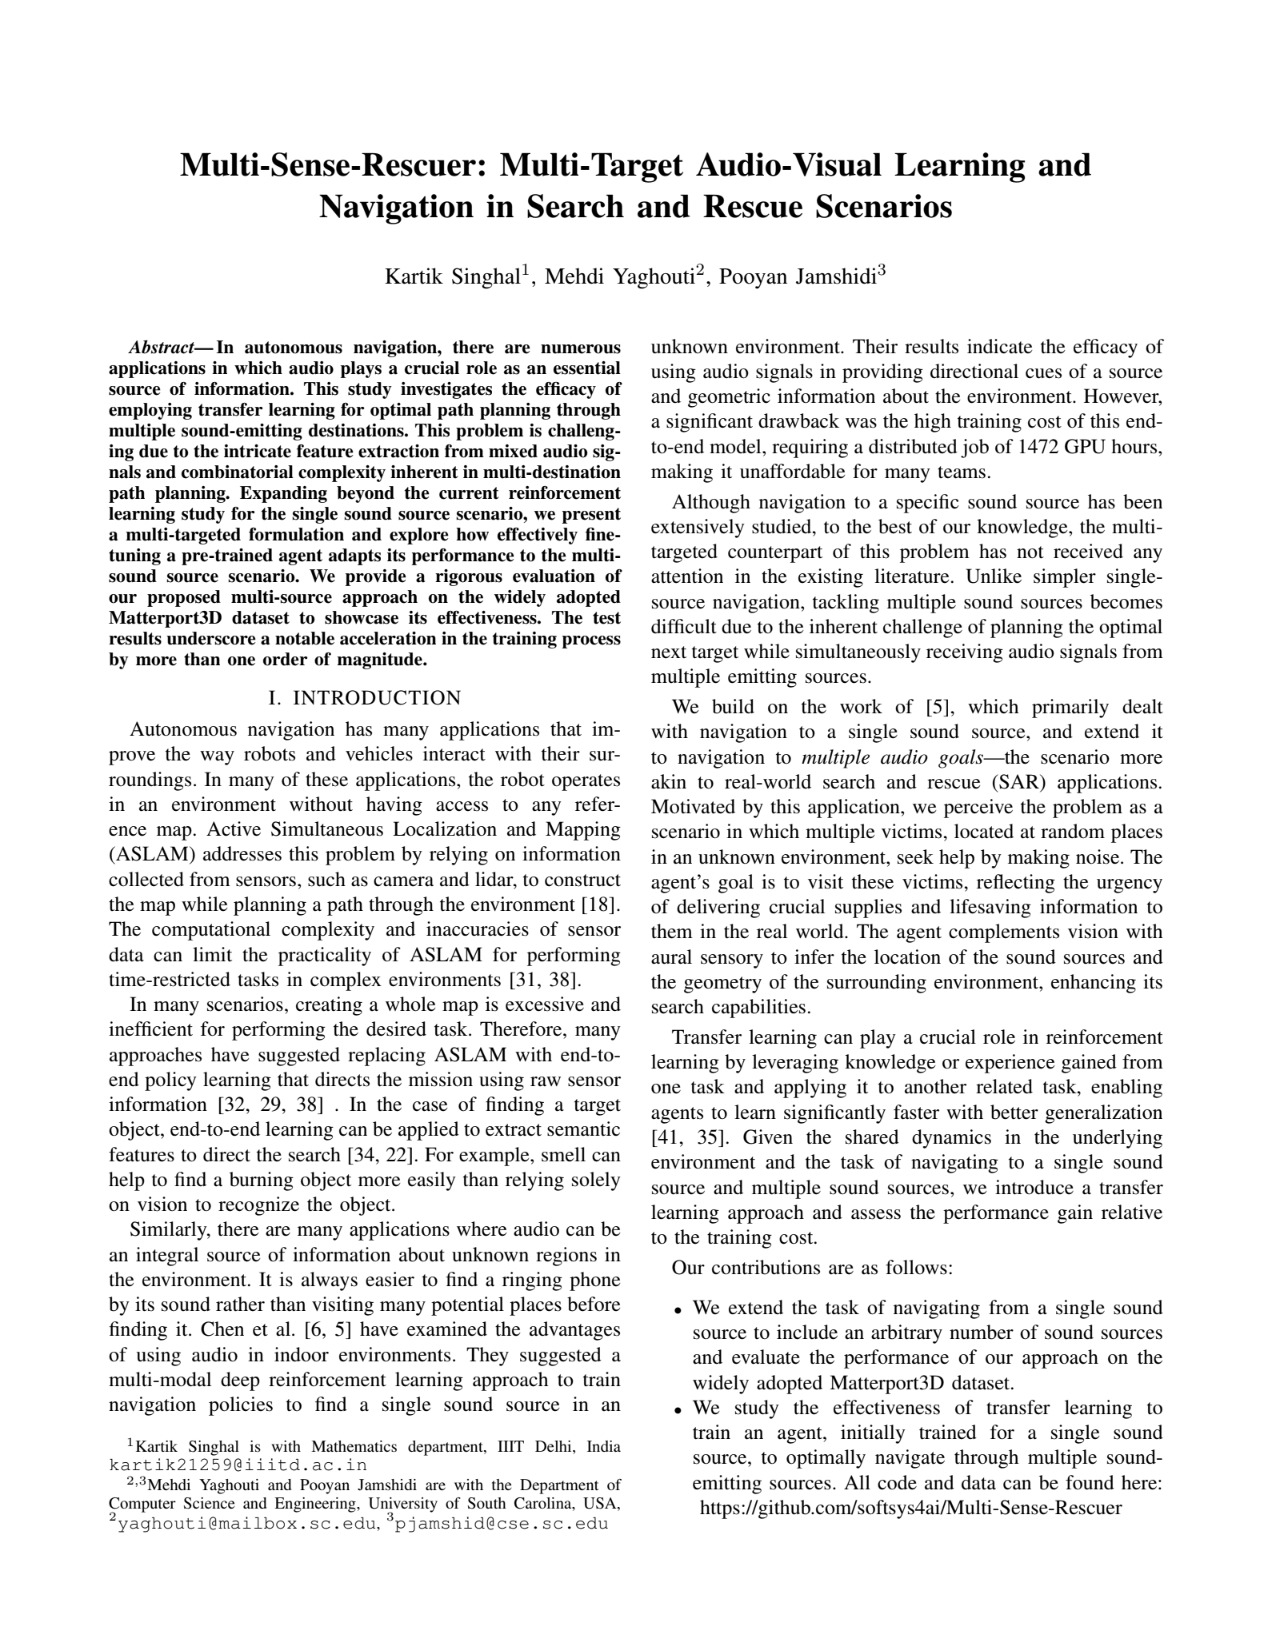 Multi-Sense-Rescuer: Multi-Target Audio-Visual Learning and
Navigation in Search and Rescue Scenarios
Kartik Singhal1, Mehdi Yaghouti2, Pooyan Jamshidi3
Abstract—In autonomous navigation, there are numerous
applications in which audio plays a crucial role as an essential
source of information. This study investigates the efficacy of
employing transfer learning for optimal path planning through
multiple sound-emitting destinations. This problem is challeng-
ing due to the intricate feature extraction from mixed audio sig-
nals and combinatorial complexity inherent in multi-destination
path planning. Expanding beyond the current reinforcement
learning study for the single sound source scenario, we present
a multi-targeted formulation and explore how effectively fine-
tuning a pre-trained agent adapts its performance to the multi-
sound source scenario. We provide a rigorous evaluation of
our proposed multi-source approach on the widely adopted
Matterport3D dataset to showcase its effectiveness. The test
results underscore a notable acceleration in the training process
by more than one order of magnitude.
I. INTRODUCTION
Autonomous navigation has many applications that im-
prove the way robots and vehicles interact with their sur-
roundings. In many of these applications, the robot operates
in an environment without having access to any refer-
ence map. Active Simultaneous Localization and Mapping
(ASLAM) addresses this problem by relying on information
collected from sensors, such as camera and lidar, to construct
the map while planning a path through the environment [18].
The computational complexity and inaccuracies of sensor
data can limit the practicality of ASLAM for performing
time-restricted tasks in complex environments [31, 38].
In many scenarios, creating a whole map is excessive and
inefficient for performing the desired task. Therefore, many
approaches have suggested replacing ASLAM with end-to-
end policy learning that directs the mission using raw sensor
information [32, 29, 38] . In the case of finding a target
object, end-to-end learning can be applied to extract semantic
features to direct the search [34, 22]. For example, smell can
help to find a burning object more easily than relying solely
on vision to recognize the object.
Similarly, there are many applications where audio can be
an integral source of information about unknown regions in
the environment. It is always easier to find a ringing phone
by its sound rather than visiting many potential places before
finding it. Chen et al. [6, 5] have examined the advantages
of using audio in indoor environments. They suggested a
multi-modal deep reinforcement learning approach to train
navigation policies to find a single sound source in an
1Kartik Singhal is with Mathematics department, IIIT Delhi, India
kartik21259@iiitd.ac.in
2,3Mehdi Yaghouti and Pooyan Jamshidi are with the Department of
Computer Science and Engineering, University of South Carolina, USA,
2yaghouti@mailbox.sc.edu, 3pjamshid@cse.sc.edu
unknown environment. Their results indicate the efficacy of
using audio signals in providing directional cues of a source
and geometric information about the environment. However,
a significant drawback was the high training cost of this end-
to-end model, requiring a distributed job of 1472 GPU hours,
making it unaffordable for many teams.
Although navigation to a specific sound source has been
extensively studied, to the best of our knowledge, the multi-
targeted counterpart of this problem has not received any
attention in the existing literature. Unlike simpler single-
source navigation, tackling multiple sound sources becomes
difficult due to the inherent challenge of planning the optimal
next target while simultaneously receiving audio signals from
multiple emitting sources.
We build on the work of [5], which primarily dealt
with navigation to a single sound source, and extend it
to navigation to multiple audio goals—the scenario more
akin to real-world search and rescue (SAR) applications.
Motivated by this application, we perceive the problem as a
scenario in which multiple victims, located at random places
in an unknown environment, seek help by making noise. The
agent's goal is to visit these victims, reflecting the urgency
of delivering crucial supplies and lifesaving information to
them in the real world. The agent complements vision with
aural sensory to infer the location of the sound sources and
the geometry of the surrounding environment, enhancing its
search capabilities.
Transfer learning can play a crucial role in reinforcement
learning by leveraging knowledge or experience gained from
one task and applying it to another related task, enabling
agents to learn significantly faster with better generalization
[41, 35]. Given the shared dynamics in the underlying
environment and the task of navigating to a single sound
source and multiple sound sources, we introduce a transfer
learning approach and assess the performance gain relative
to the training cost.
Our contributions are as follows:
• We extend the task of navigating from a single sound
source to include an arbitrary number of sound sources
and evaluate the performance of our approach on the
widely adopted Matterport3D dataset.
• We study the effectiveness of transfer learning to
train an agent, initially trained for a single sound
source, to optimally navigate through multiple sound-
emitting sources. All code and data can be found here:
https://github.com/softsys4ai/Multi-Sense-Rescuer